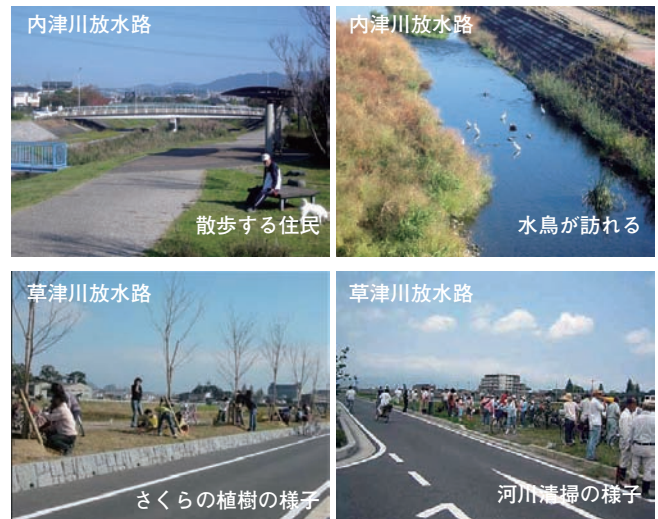 内津川放水路
散歩する住民
内津川放水路
水鳥が訪れる
草津川放水路
さくらの植樹の様子
草津川放水路
河川清掃の様子